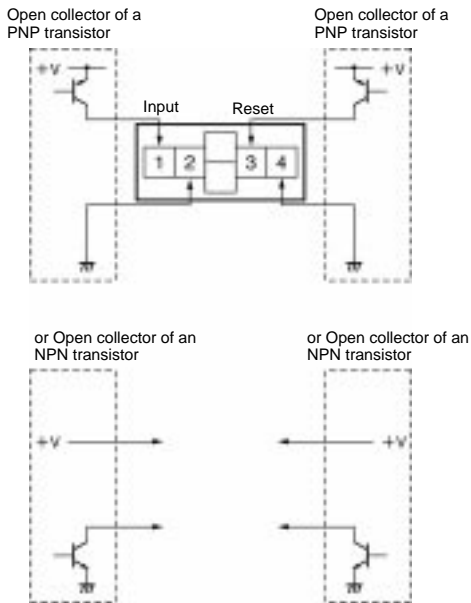 Open collector of a
PNP transistor
Open collector of a
PNP transistor
+V
+V
Input
Reset
1 2 3 4
or Open collector of an
NPN transistor
or Open collector of an
NPN transistor
+V
+V